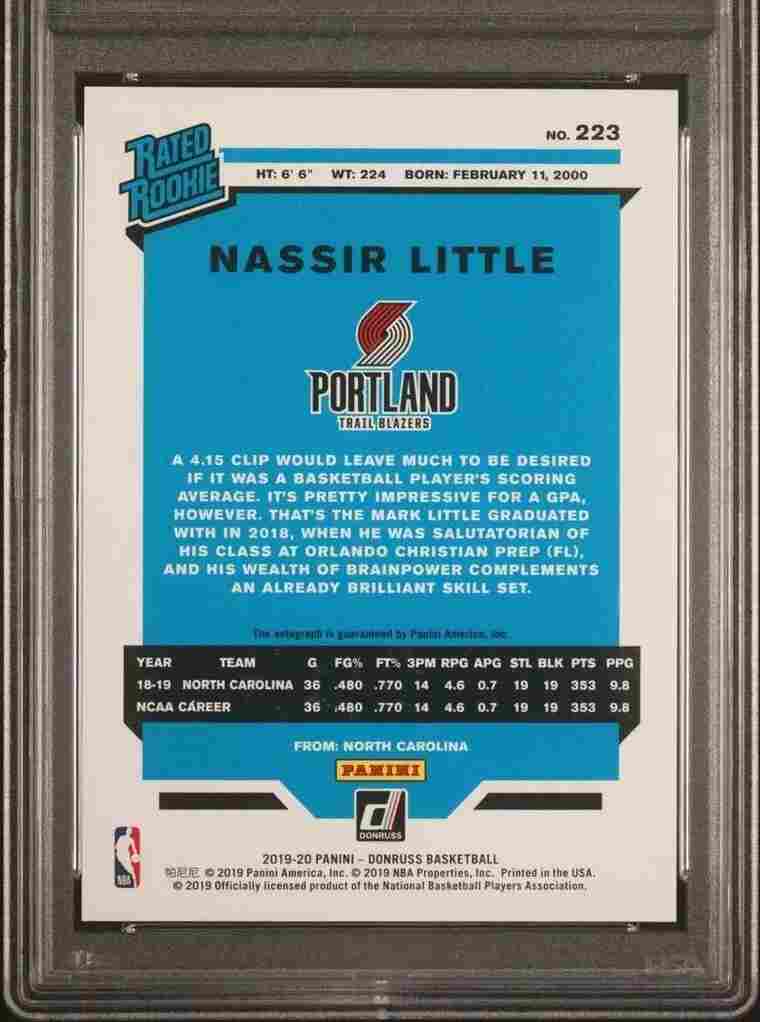 RATED
ROOKIE
NO. 223
HT: 6' 6" WT: 224 BORN: FEBRUARY 11, 2000
NASSIR LITTLE
PORTLAND
TRAIL BLAZERS
A 4.15 CLIP WOULD LEAVE MUCH TO BE DESIRED
IF IT WAS A BASKETBALL PLAYER'S SCORING
AVERAGE. IT'S PRETTY IMPRESSIVE FOR A GPA,
HOWEVER. THAT'S THE MARK LITTLE GRADUATED
WITH IN 2018, WHEN HE WAS SALUTATORIAN OF
HIS CLASS AT ORLANDO CHRISTIAN PREP (FL),
AND HIS WEALTH OF BRAINPOWER COMPLEMENTS
AN ALREADY BRILLIANT SKILL SET.
The autograph is guaranteed by Panini America, Inc.
YEAR TEAM G FG% FT% 3PM RPG APG STL BLK PTS PPG
18-19 NORTH CAROLINA 36 .480 .770 14 4.6 0.7 19 19 353 9.8
NCAA CAREER 36 .480 .770 14 4.6 0.7 19 19 353 9.8
FROM: NORTH CAROLINA
PANINI
d
DONRUSS
NBA
2019-20 PANINI – DONRUSS BASKETBALL
帕尼尼 © 2019 Panini America, Inc. © 2019 NBA Properties, Inc. Printed in the USA.
© 2019 Officially licensed product of the National Basketball Players Association.